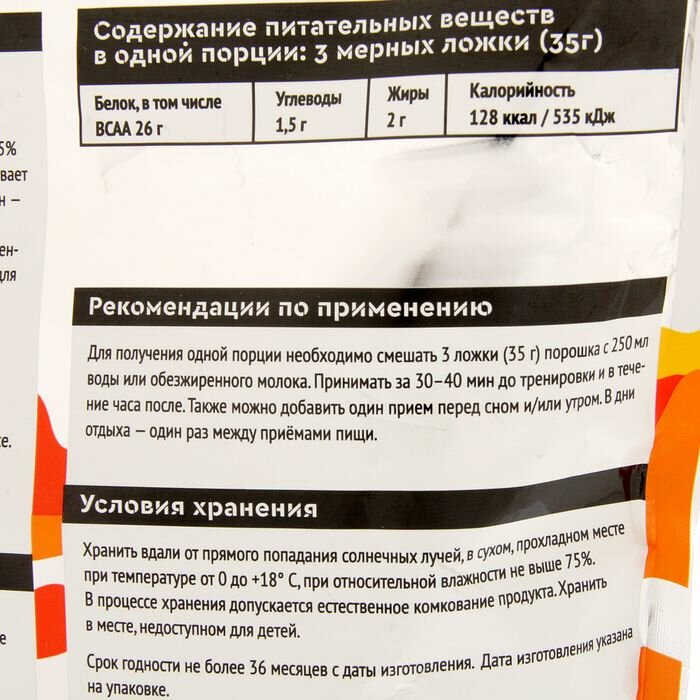 Содержание питательных веществ
в одной порции: 3 мерных ложки (35г)
Белок, в том числе
BCAA 26 г
Углеводы
1,5 г
Жиры
2 г
Калорийность
128 ккал / 535 кДж
5%
вает
н —
ен-
для
Рекомендации по применению
Для получения одной порции необходимо смешать 3 ложки (35 г) порошка с 250 мл
воды или обезжиренного молока. Принимать за 30–40 мин до тренировки и в тече-
ние часа после. Также можно добавить один прием перед сном и/или утром. В дни
отдыха — один раз между приёмами пищи.
се.
Условия хранения
Хранить вдали от прямого попадания солнечных лучей, в сухом, прохладном месте
при температуре от 0 до +18° С, при относительной влажности не выше 75%.
В процессе хранения допускается естественное комкование продукта. Хранить
в месте, недоступном для детей.
Срок годности не более 36 месяцев с даты изготовления. Дата изготовления указана
на упаковке.
е